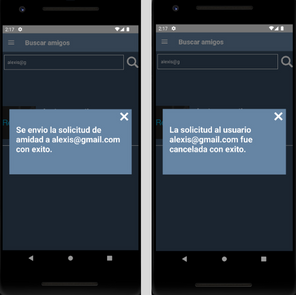 2:17
Buscar amigos
alexis@g
Se envio la solicitud de
amidad a alexis@gmail.com
con exito.
2:17
Buscar amigos
alexis@g
La solicitud al usuario
alexis@gmail.com fue
cancelada con exito.